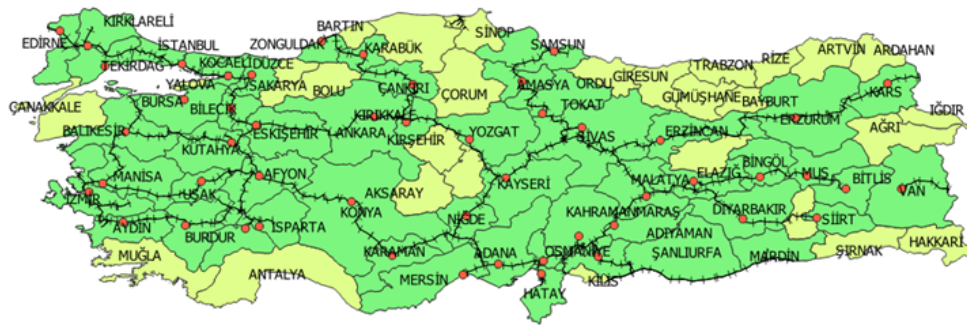 KIRKLARELİ
EDİRNE
TEKİRDAĞ
İSTANBUL
KOCAELİ
DÜZCE
YALOVA
SAKARYA
ZONGULDAK
BARTIN
KARABÜK
SİNOP
SAMSUN
AMASYA
ORDU
GİRESUN
TRABZON
RİZE
ARTVİN
ARDAHAN
KARS
ÇANAKKALE
BURSA
BİLECİK
BOLU
ÇANKIRI
ÇORUM
TOKAT
GÜMÜŞHANE
BAYBURT
ERZURUM
IĞDIR
AĞRI
BALIKESİR
KÜTAHYA
ESKİŞEHİR
ANKARA
KIRIKKALE
KIRŞEHİR
YOZGAT
SİVAS
ERZİNCAN
MANİSA
İZMİR
UŞAK
AFYON
AKSARAY
KONYA
KAYSERİ
MALATYA
ELAZIĞ
BİNGÖL
MUŞ
BİTLİS
VAN
AYDIN
BURDUR
ISPARTA
NİĞDE
KAHRAMANMARAŞ
ADIYAMAN
DİYARBAKIR
SİİRT
MUĞLA
ANTALYA
KARAMAN
MERSİN
ADANA
OSMANİYE
ŞANLIURFA
MARDİN
ŞIRNAK
HAKKARİ
HATAY
KİLİS